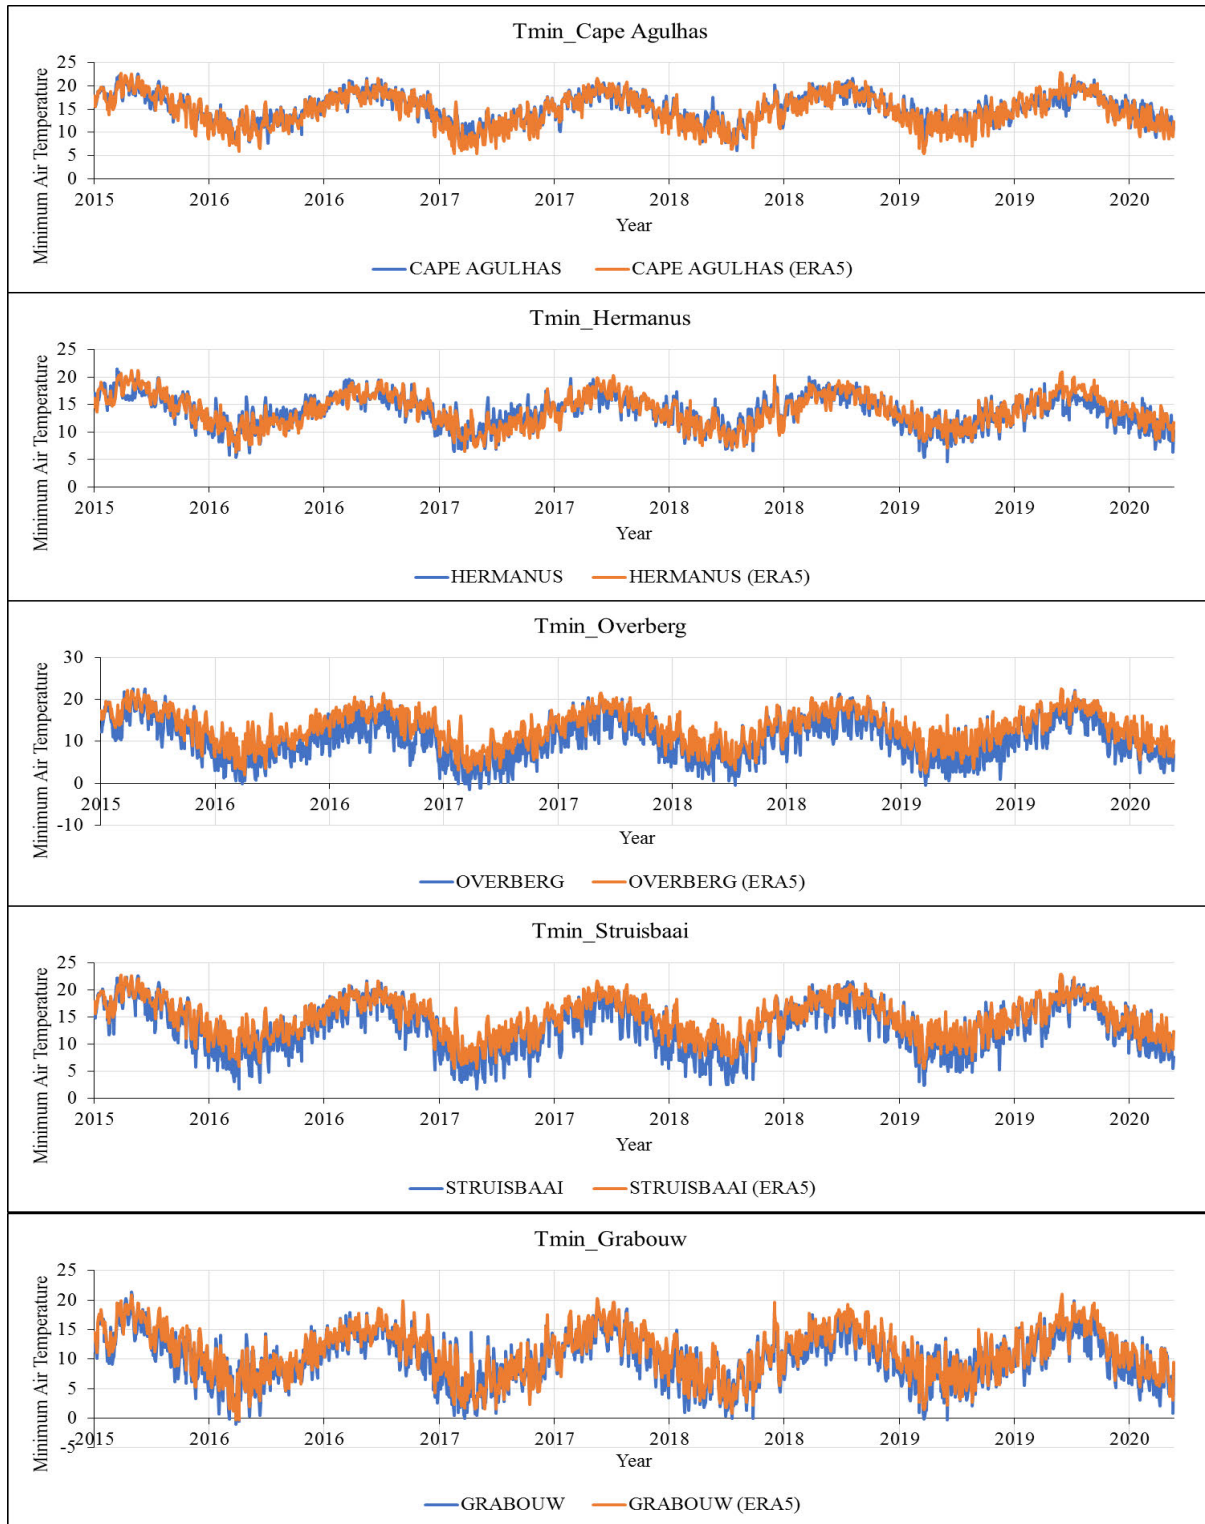 Tmin_Cape Agulhas
Minimum Air Temperature
25
20
15
10
5
0
2015 2016 2016 2017 2017 2018 2018 2019 2019 2020
Year
CAPE AGULHAS CAPE AGULHAS (ERA5)
Tmin_Hermanus
Minimum Air Temperature
25
20
15
10
5
0
2015 2016 2016 2017 2017 2018 2018 2019 2019 2020
Year
HERMANUS HERMANUS (ERA5)
Tmin_Overberg
Minimum Air Temperature
30
20
10
0
2015 2016 2016 2017 2017 2018 2018 2019 2019 2020
-10
Year
OVERBERG OVERBERG (ERA5)
Tmin_Struisbaai
Minimum Air Temperature
25
20
15
10
5
0
2015 2016 2016 2017 2017 2018 2018 2019 2019 2020
Year
STRUISBAAI STRUISBAAI (ERA5)
Tmin_Grabouw
Minimum Air Temperature
25
20
15
10
5
0
2015 2016 2016 2017 2017 2018 2018 2019 2019 2020
-5
Year
GRABOUW GRABOUW (ERA5)